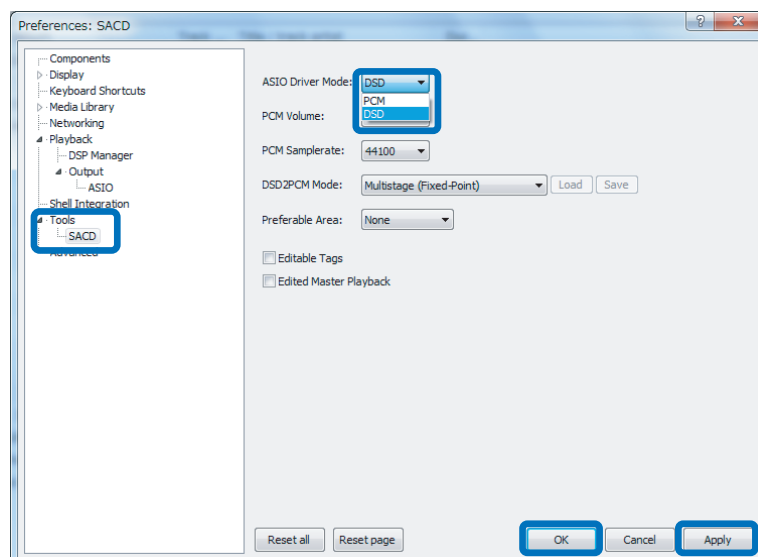 Preferences: SACD
Components
Display
Keyboard Shortcuts
Media Library
Networking
Playback
DSP Manager
Output
ASIO
Shell Integration
Tools
SACD
Advanced
ASIO Driver Mode: DSD
PCM
DSD
PCM Volume:
PCM Samplerate: 44100
DSD2PCM Mode: Multistage (Fixed-Point) Load Save
Preferable Area: None
Editable Tags
Edited Master Playback
Reset all Reset page OK Cancel Apply